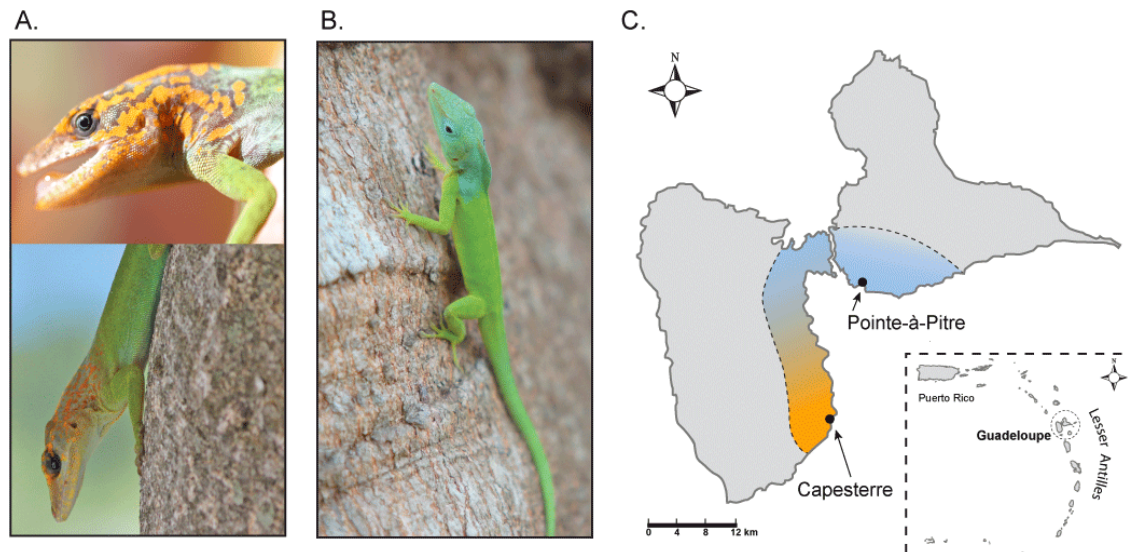 A.
B.
C.
N
Pointe-à-Pitre
Capesterre
0 4 8 12 km
N
Puerto Rico
Guadeloupe
Lesser
Antilles